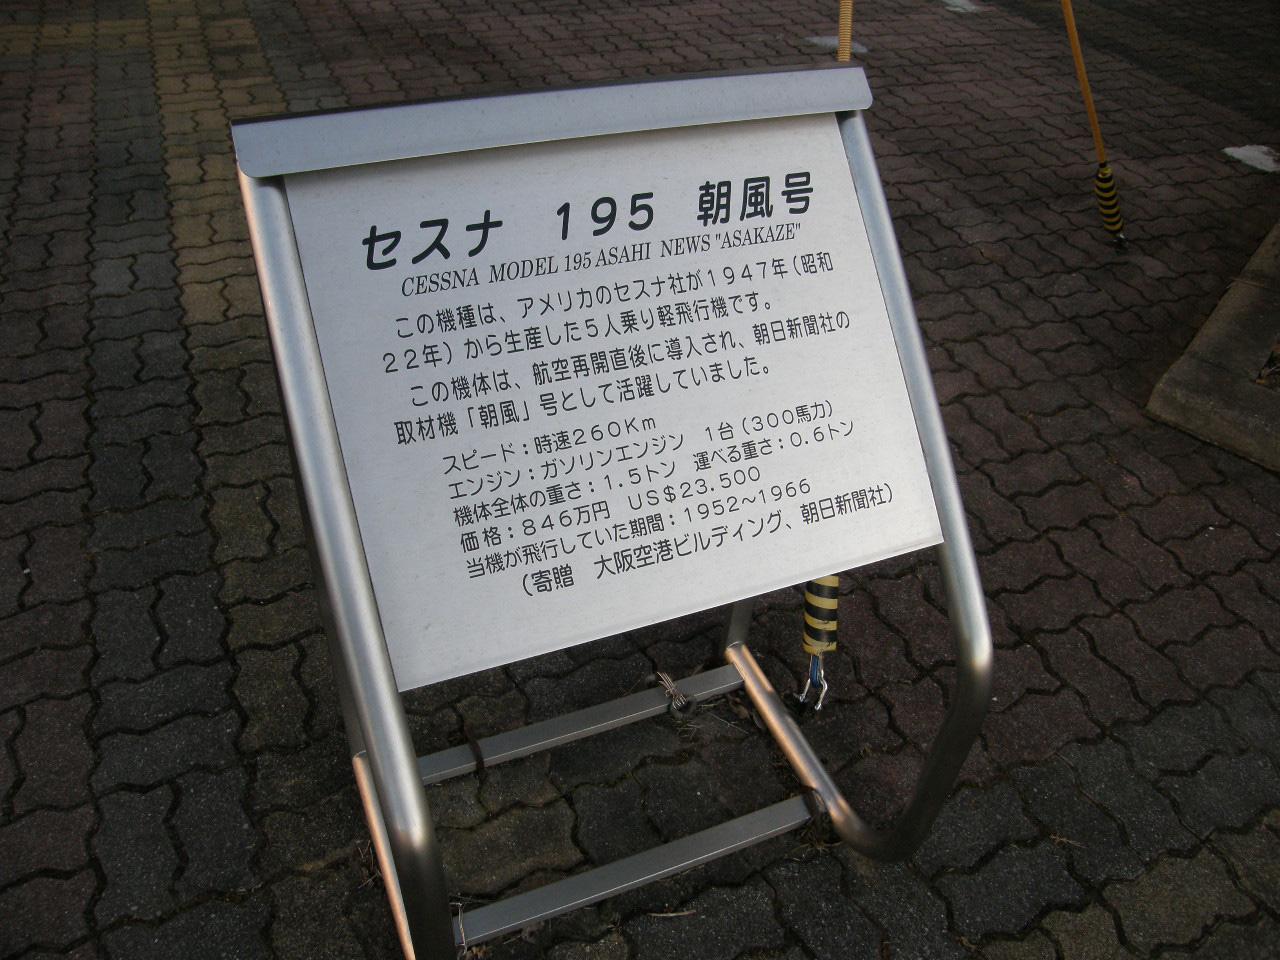 セスナ　195　朝風号
CESSNA MODEL 195 ASAHI NEWS "ASAKAZE"
この機種は、アメリカのセスナ社が1947年（昭和
22年）から生産した5人乗り軽飛行機です。
この機体は、航空再開直後に導入され、朝日新聞社の
取材機「朝風」号として活躍していました。
スピード：時速260Km
エンジン：ガソリンエンジン　1台（300馬力）
機体全体の重さ：1.5トン　運べる重さ：0.6トン
価格：846万円　US$23.500
当機が飛行していた期間：1952～1966
（寄贈　大阪空港ビルディング、朝日新聞社）